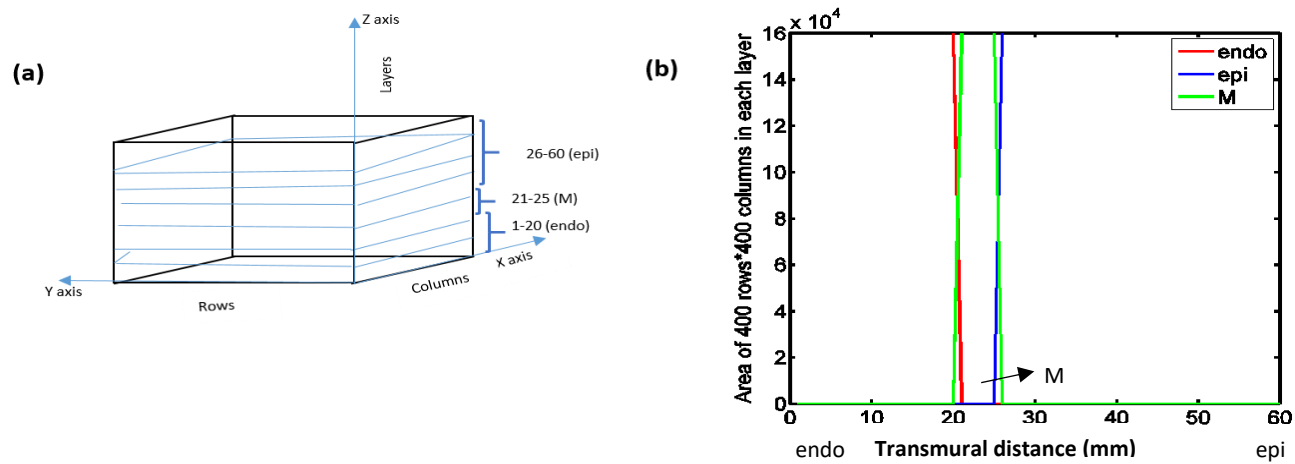 (a)
Z axis
Layers
26-60 (epi)
21-25 (M)
1-20 (endo)
X axis
Y axis
Columns
Rows
(b)
× 10⁴
16
14
12
10
8
6
4
2
0
Area of 400 rows*400 columns in each layer
endo
epi
M
M
0 10 20 30 40 50 60
endo Transmural distance (mm) epi